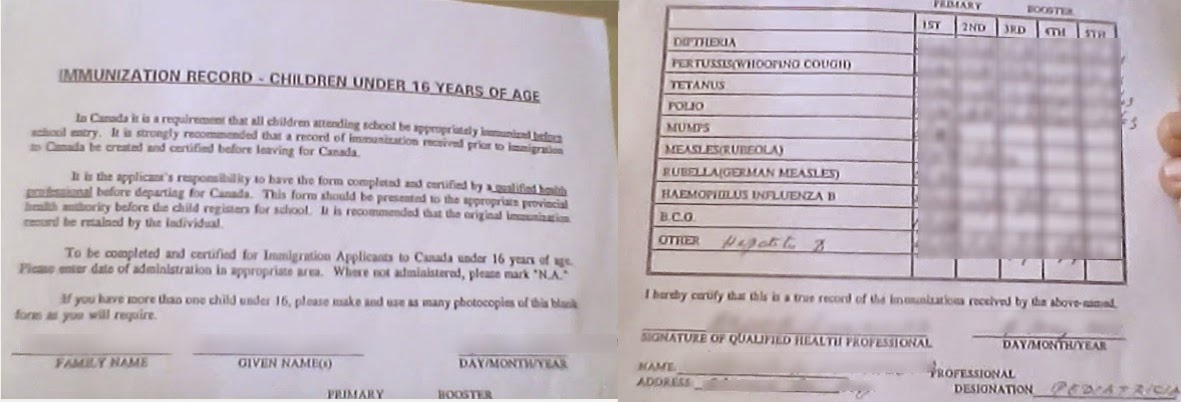 IMMUNIZATION RECORD - CHILDREN UNDER 16 YEARS OF AGE
In Canada it is a requirement that all children attending school be appropriately immunized before
school entry. It is strongly recommended that a record of immunization received prior to immigration
to Canada be created and certified before leaving for Canada.
It is the applicant's responsibility to have the form completed and certified by a qualified health
professional before departing for Canada. This form should be presented to the appropriate provincial
health authority before the child registers for school. It is recommended that the original immunization
record be retained by the individual.
To be completed and certified for Immigration Applicants to Canada under 16 years of age.
Please enter date of administration in appropriate area. Where not administered, please mark "N.A."
If you have more than one child under 16, please make and use as many photocopies of this blank
form as you will require.
FAMILY NAME GIVEN NAME(S) DAY/MONTH/YEAR
PRIMARY BOOSTER
PRIMARY BOOSTER
1ST 2ND 3RD 4TH 5TH
DIPTHERIA
PERTUSSIS(WHOOPING COUGH)
TETANUS
POLIO
MUMPS
MEASLES(RUBEOLA)
RUBELLA(GERMAN MEASLES)
HAEMOPHILUS INFLUENZA B
B.C.G.
OTHER Hepatitis B
I hereby certify that this is a true record of the immunizations received by the above-named.
SIGNATURE OF QUALIFIED HEALTH PROFESSIONAL DAY/MONTH/YEAR
NAME
ADDRESS
PROFESSIONAL
DESIGNATION PEDIATRICIA